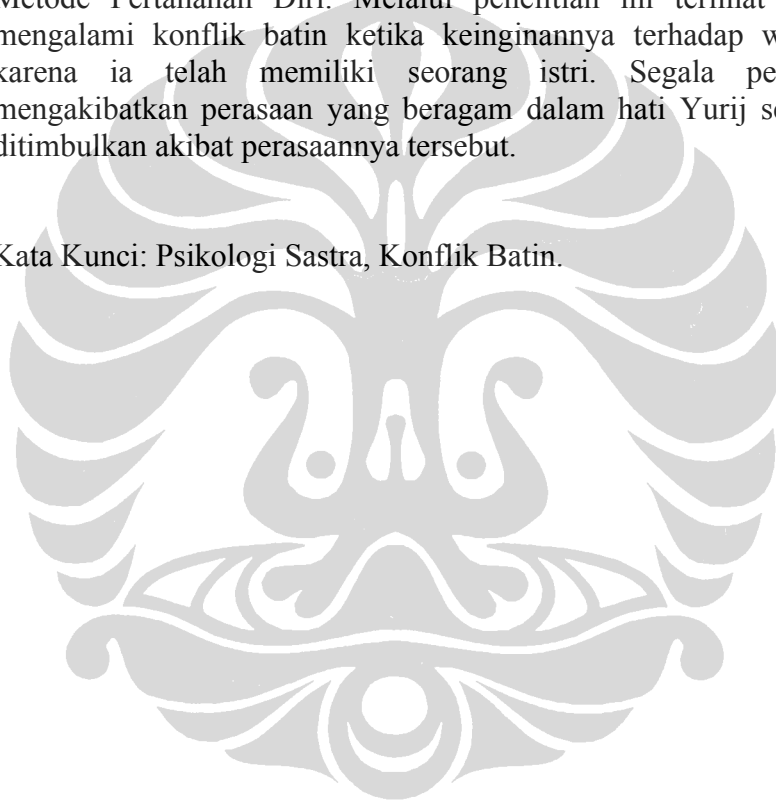 Metode Pertahanan Diri. Melalui penelitian ini terlihat
mengalami konflik batin ketika keinginannya terhadap
karena ia telah memiliki seorang istri. Segala
mengakibatkan perasaan yang beragam dalam hati Yurij
ditimbulkan akibat perasaannya tersebut.
Kata Kunci: Psikologi Sastra, Konflik Batin.